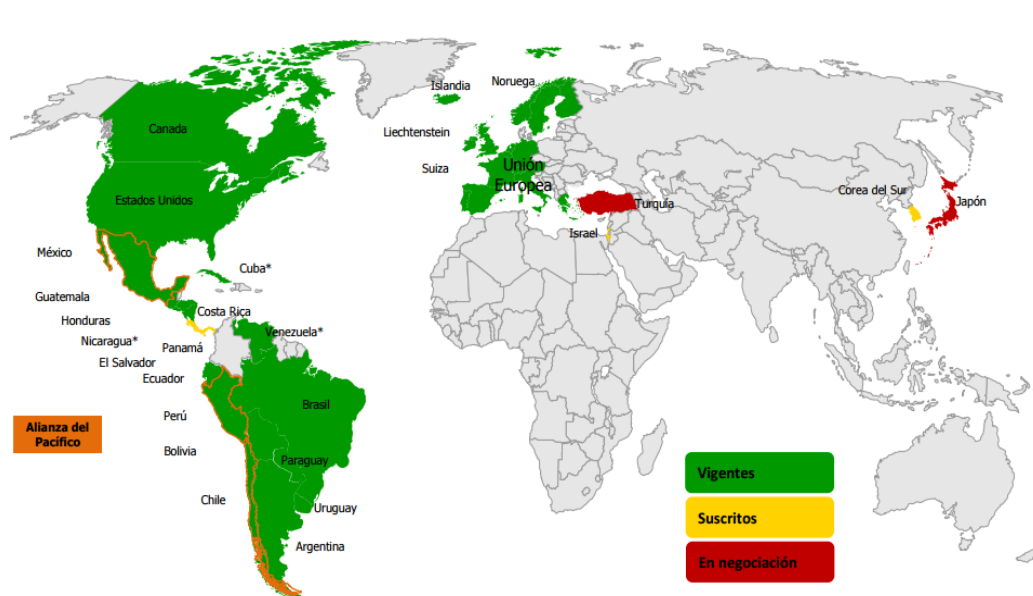 Noruega
Islandia
Canada
Liechtenstein
Unión
Suiza
Europea
Corea del Sur
Estados Unidos
Turquía
Japón
Israel
México
Cuba*
Guatemala
Costa Rica
Honduras
Venezuela*
Nicaragua*
Panamá
El Salvador
Ecuador
Brasil
Perú
Alianza del
Pacífico
Bolivia
Paraguay
Vigentes
Chile
Uruguay
Suscritos
Argentina
En negociación